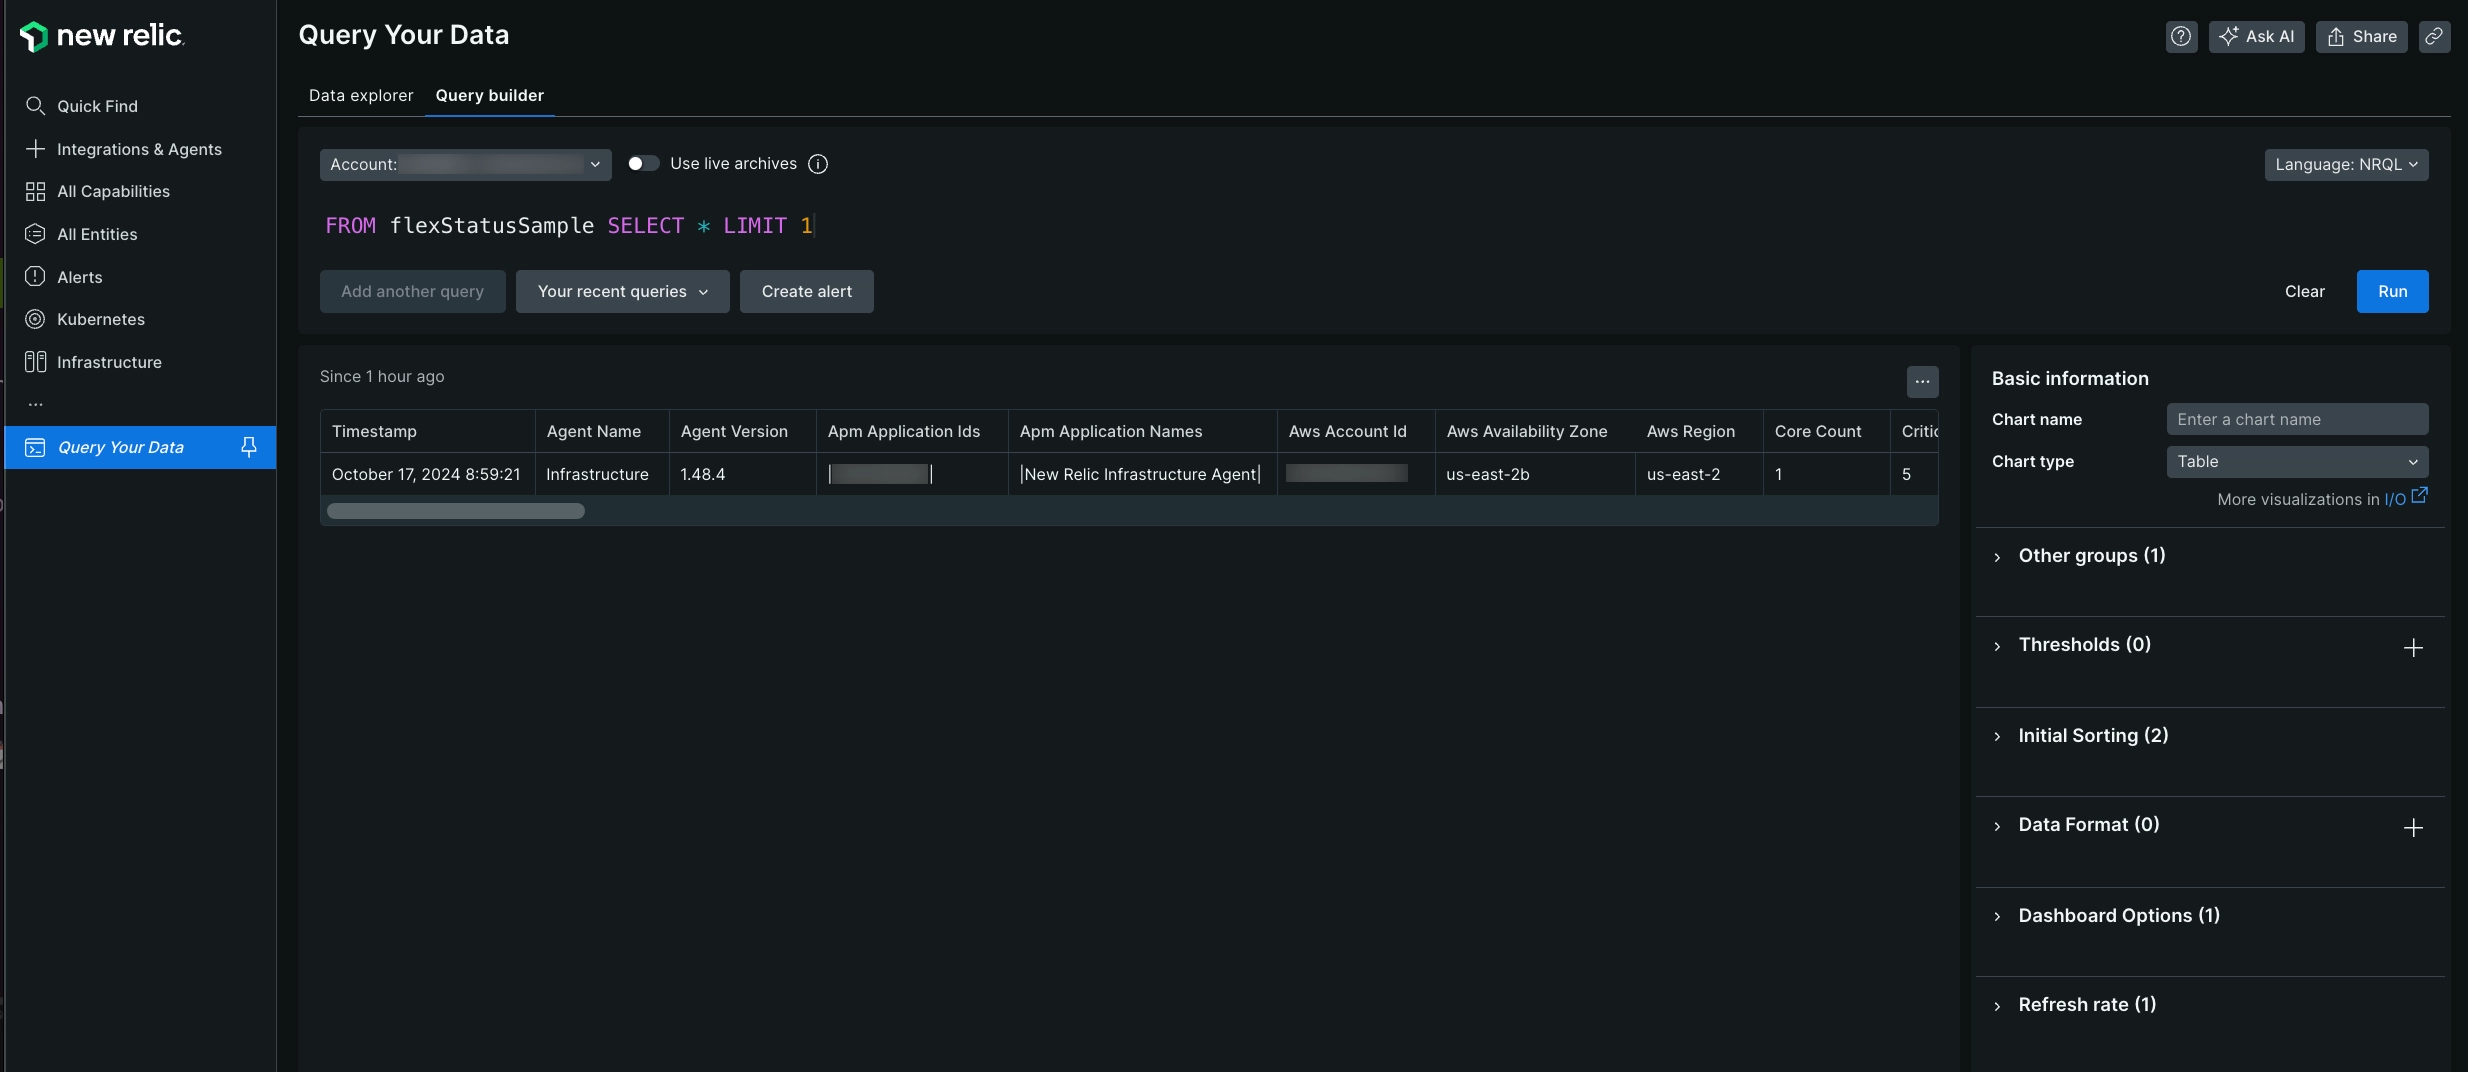 new relic
Quick Find
Integrations & Agents
All Capabilities
All Entities
Alerts
Kubernetes
Infrastructure
...
Query Your Data
Query Your Data
Ask AI
Share
Data explorer
Query builder
Account:
Use live archives
Language: NRQL
FROM flexStatusSample SELECT * LIMIT 1
Add another query
Your recent queries
Create alert
Clear
Run
Since 1 hour ago
...
Timestamp Agent Name Agent Version Apm Application Ids Apm Application Names Aws Account Id Aws Availability Zone Aws Region Core Count Critic
October 17, 2024 8:59:21 Infrastructure 1.48.4 | | |New Relic Infrastructure Agent| us-east-2b us-east-2 1 5
Basic information
Chart name Enter a chart name
Chart type Table
More visualizations in I/O
Other groups (1)
Thresholds (0)
Initial Sorting (2)
Data Format (0)
Dashboard Options (1)
Refresh rate (1)